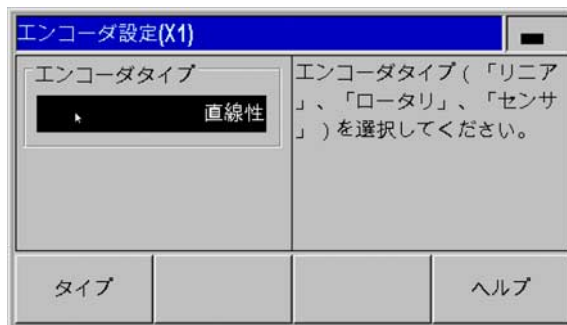 エンコーダ設定(X1)
エンコーダタイプ
直線性
エンコーダタイプ(「リニア
」、「ロータリ」、「センサ
」)を選択してください。
タイプ
ヘルプ